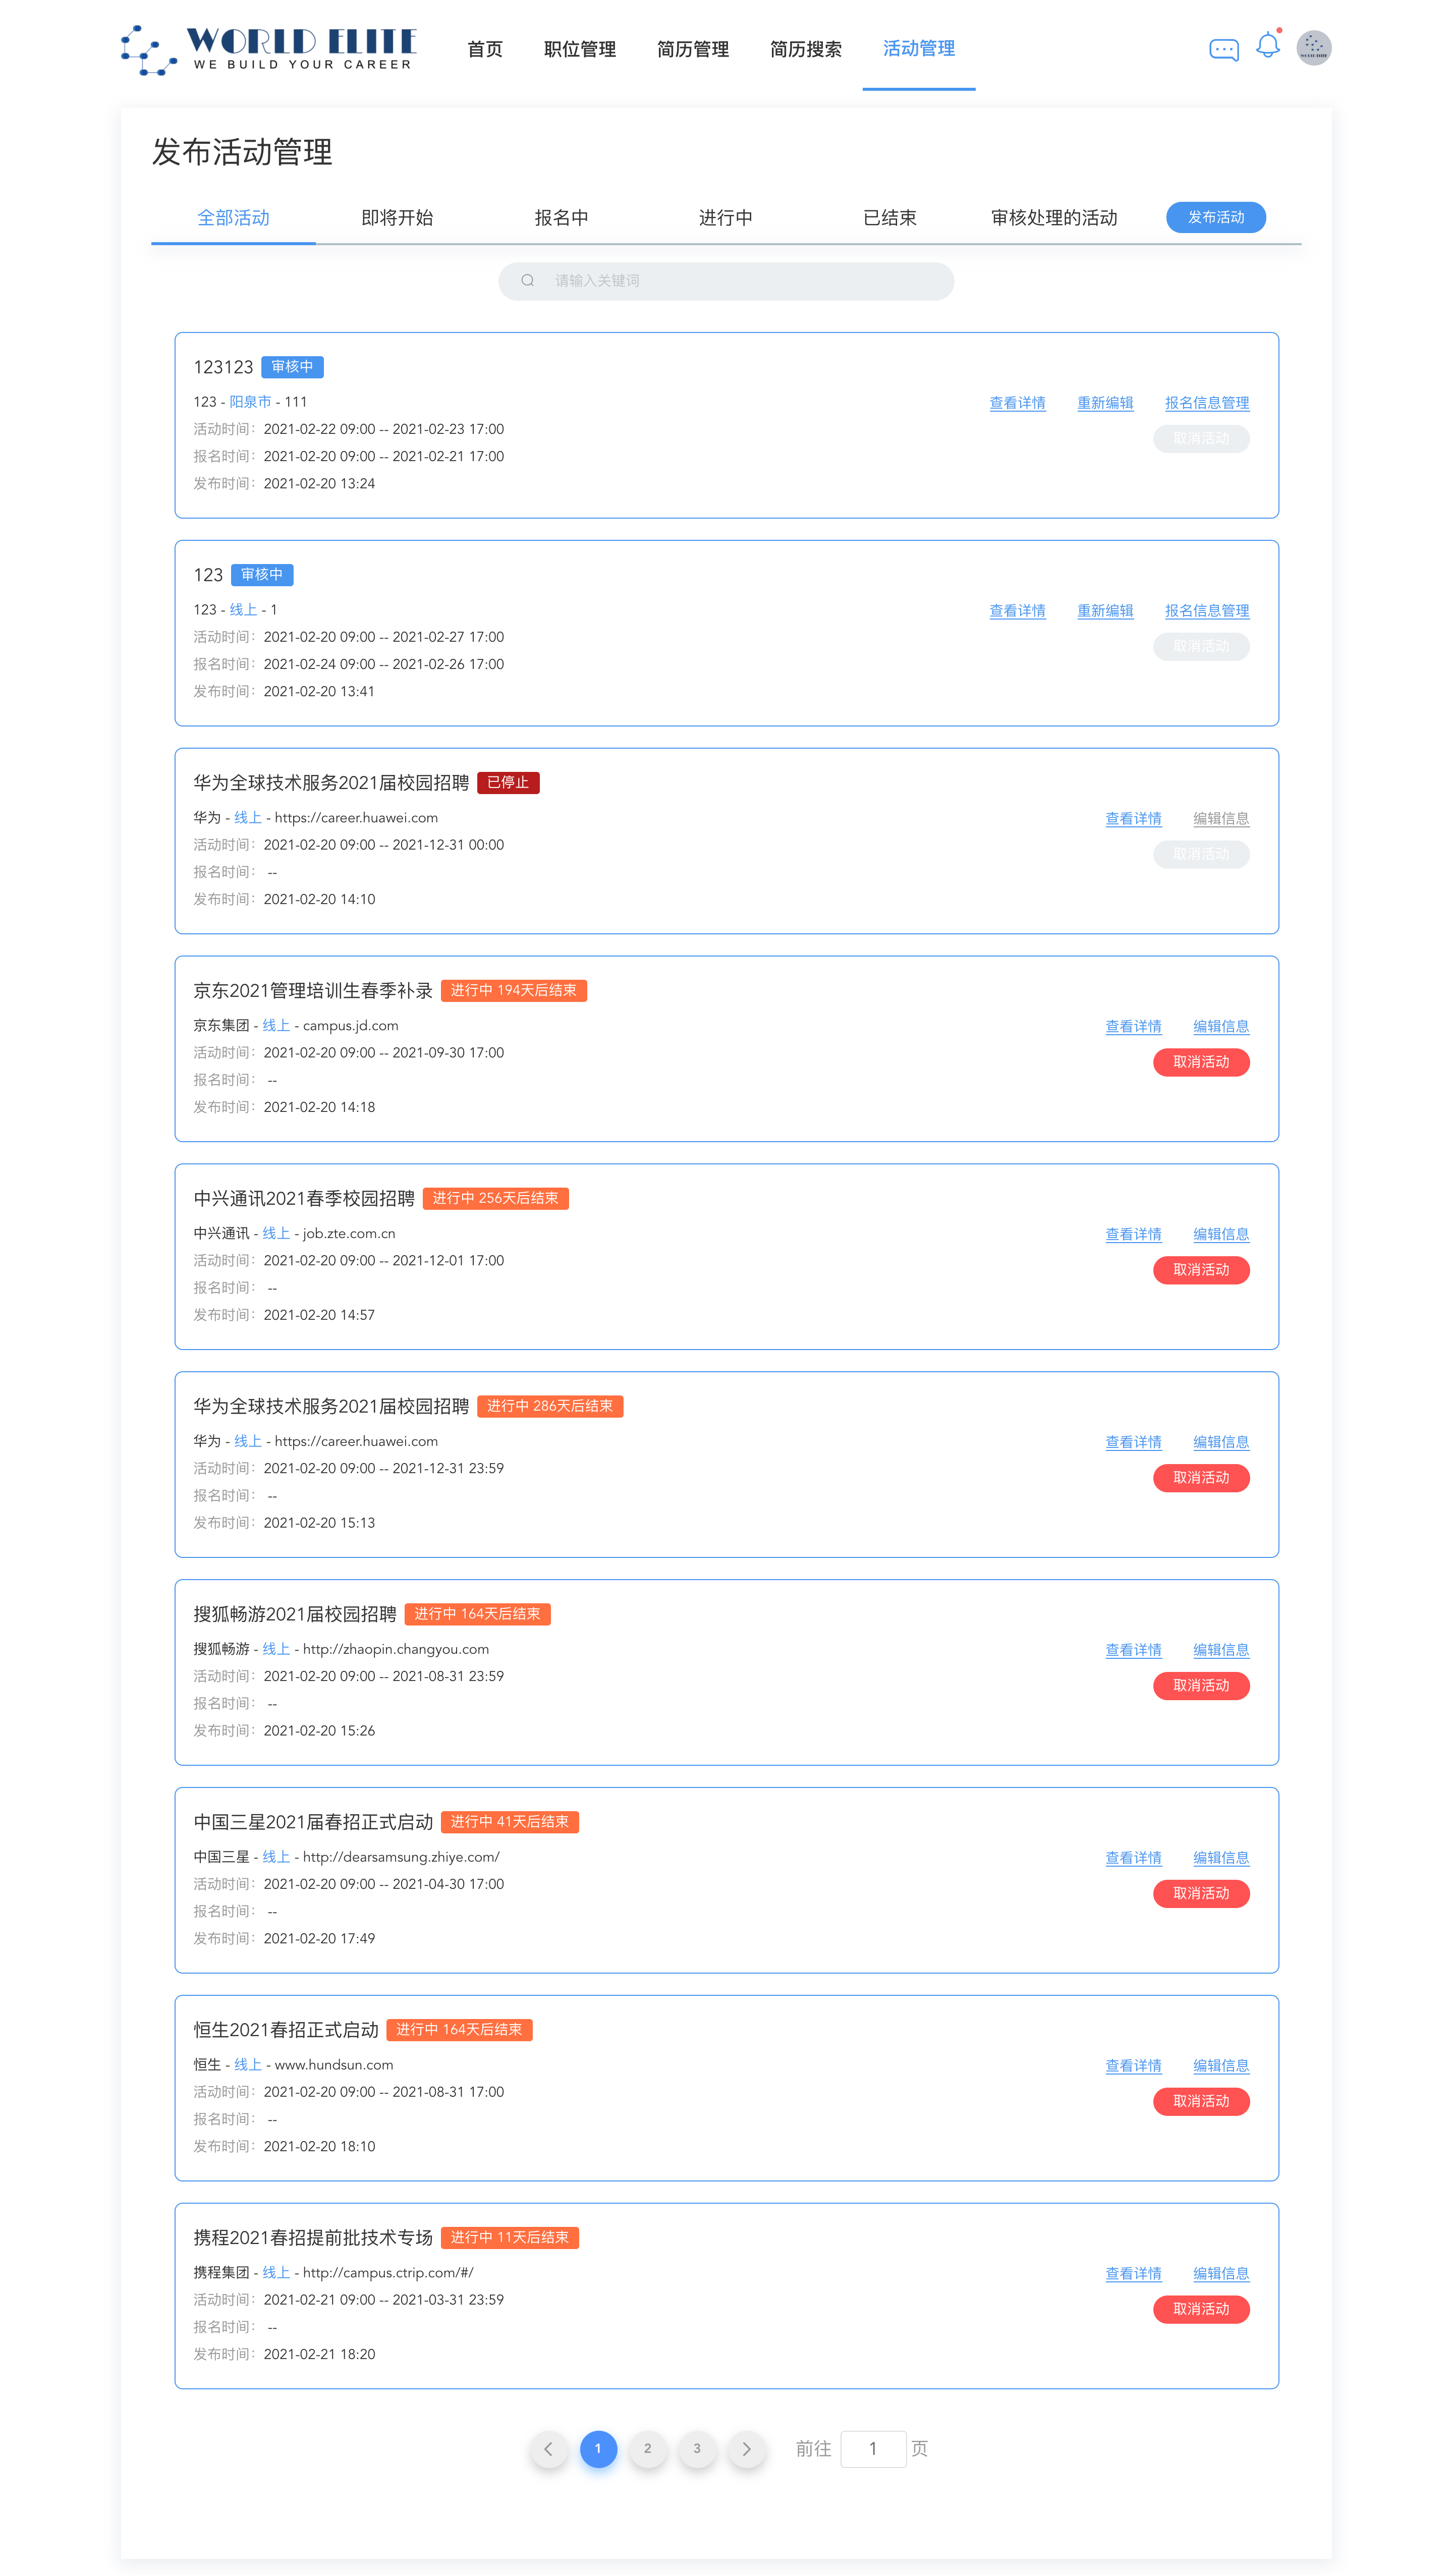 WORLD ELITE
WE BUILD YOUR CAREER
首页 职位管理 简历管理 简历搜索 活动管理
发布活动管理
全部活动 即将开始 报名中 进行中 已结束 审核处理的活动 发布活动
请输入关键词
123123 审核中
123 - 阳泉市 - 111
查看详情 重新编辑 报名信息管理
活动时间：2021-02-22 09:00 -- 2021-02-23 17:00
取消活动
报名时间：2021-02-20 09:00 -- 2021-02-21 17:00
发布时间：2021-02-20 13:24
123 审核中
123 - 线上 - 1
查看详情 重新编辑 报名信息管理
活动时间：2021-02-20 09:00 -- 2021-02-27 17:00
取消活动
报名时间：2021-02-24 09:00 -- 2021-02-26 17:00
发布时间：2021-02-20 13:41
华为全球技术服务2021届校园招聘 已停止
华为 - 线上 - https://career.huawei.com
查看详情 编辑信息
活动时间：2021-02-20 09:00 -- 2021-12-31 00:00
取消活动
报名时间： --
发布时间：2021-02-20 14:10
京东2021管理培训生春季补录 进行中 194天后结束
京东集团 - 线上 - campus.jd.com
查看详情 编辑信息
活动时间：2021-02-20 09:00 -- 2021-09-30 17:00
取消活动
报名时间： --
发布时间：2021-02-20 14:18
中兴通讯2021春季校园招聘 进行中 256天后结束
中兴通讯 - 线上 - job.zte.com.cn
查看详情 编辑信息
活动时间：2021-02-20 09:00 -- 2021-12-01 17:00
取消活动
报名时间： --
发布时间：2021-02-20 14:57
华为全球技术服务2021届校园招聘 进行中 286天后结束
华为 - 线上 - https://career.huawei.com
查看详情 编辑信息
活动时间：2021-02-20 09:00 -- 2021-12-31 23:59
取消活动
报名时间： --
发布时间：2021-02-20 15:13
搜狐畅游2021届校园招聘 进行中 164天后结束
搜狐畅游 - 线上 - http://zhaopin.changyou.com
查看详情 编辑信息
活动时间：2021-02-20 09:00 -- 2021-08-31 23:59
取消活动
报名时间： --
发布时间：2021-02-20 15:26
中国三星2021届春招正式启动 进行中 41天后结束
中国三星 - 线上 - http://dearsamsung.zhiye.com/
查看详情 编辑信息
活动时间：2021-02-20 09:00 -- 2021-04-30 17:00
取消活动
报名时间： --
发布时间：2021-02-20 17:49
恒生2021春招正式启动 进行中 164天后结束
恒生 - 线上 - www.hundsun.com
查看详情 编辑信息
活动时间：2021-02-20 09:00 -- 2021-08-31 17:00
取消活动
报名时间： --
发布时间：2021-02-20 18:10
携程2021春招提前批技术专场 进行中 11天后结束
携程集团 - 线上 - http://campus.ctrip.com/#/
查看详情 编辑信息
活动时间：2021-02-21 09:00 -- 2021-03-31 23:59
取消活动
报名时间： --
发布时间：2021-02-21 18:20
1 2 3 前往 1 页